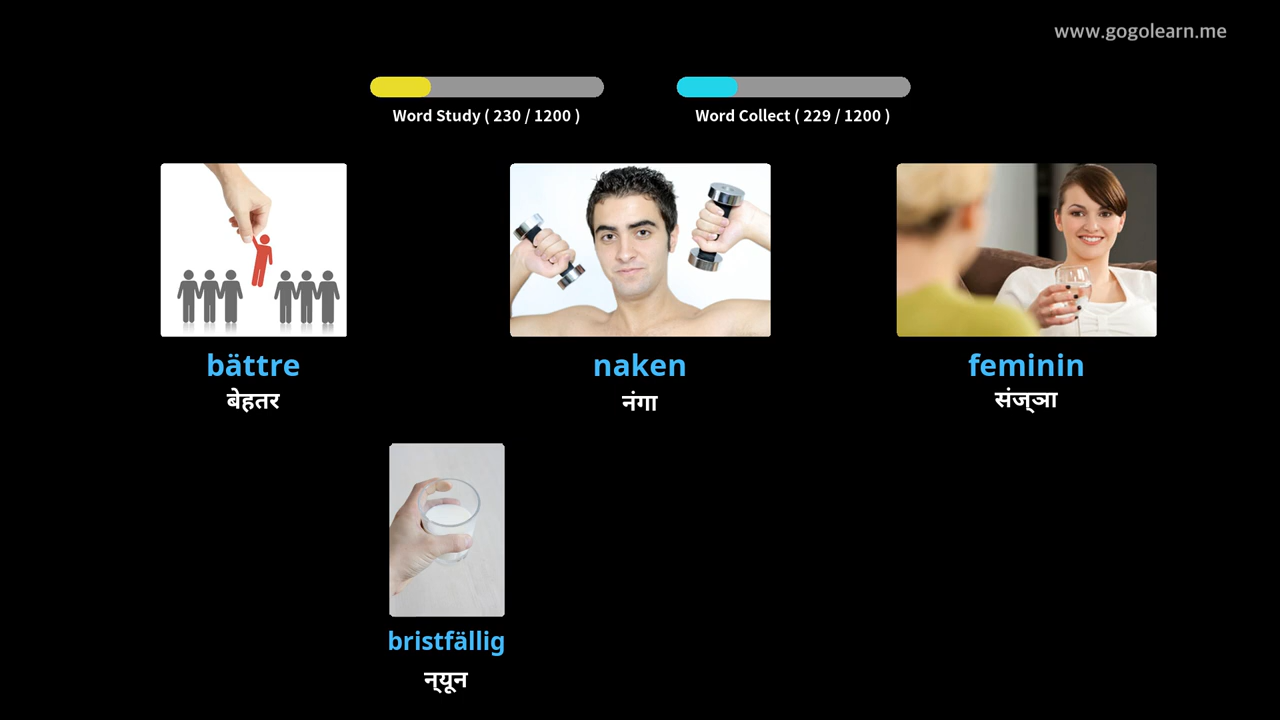 www.gogolearn.me
Word Study ( 230 / 1200 )
Word Collect ( 229 / 1200 )
bättre
बेहतर
naken
नंगा
feminin
संज्ञा
bristfällig
न्यून